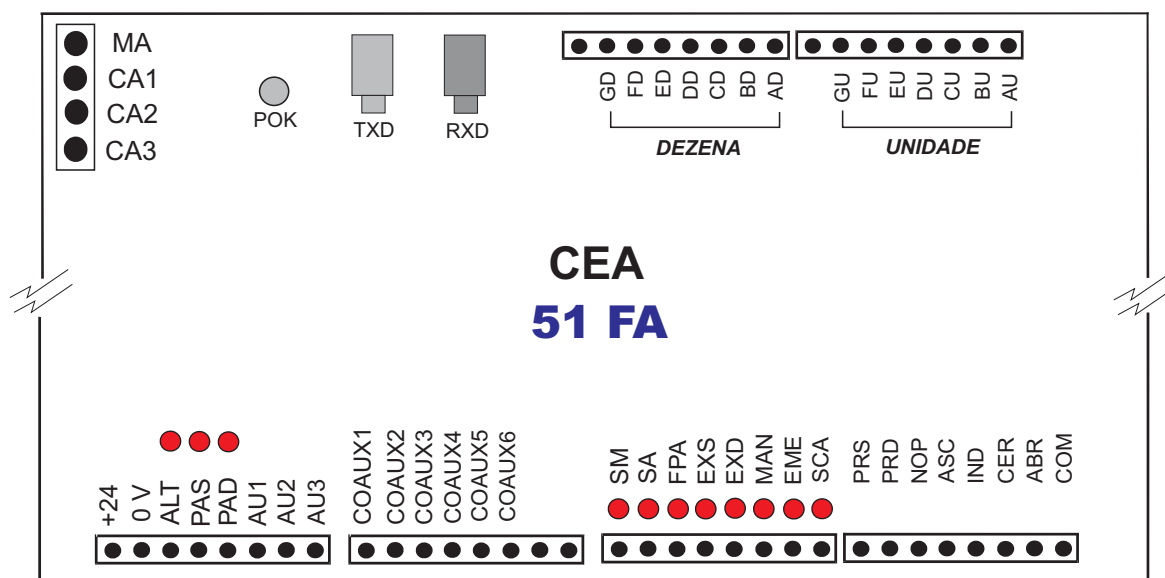 MA
CA1
CA2
CA3
POK
TXD
RXD
GD FD ED DD CD BD AD
DEZENA
GU FU EU DU CU BU AU
UNIDADE
CEA
51 FA
+24 0 V ALT PAS PAD AU1 AU2 AU3
COAUX1 COAUX2 COAUX3 COAUX4 COAUX5 COAUX6
SM SA FPA EXS EXD MAN EME SCA
PRS PRD NOP ASC IND CER ABR COM